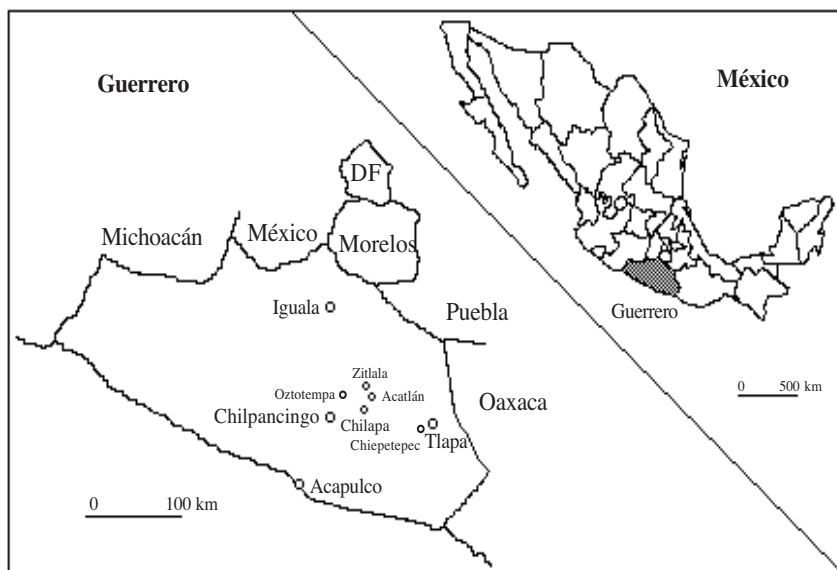 Guerrero
México
DF
Michoacán
México
Morelos
Iguala
Puebla
Guerrero
Zitlala
Oztotempa
Acatlán
0 500 km
Oaxaca
Chilpancingo
Chilapa
Chiepetepec
Tlapa
Acapulco
0 100 km